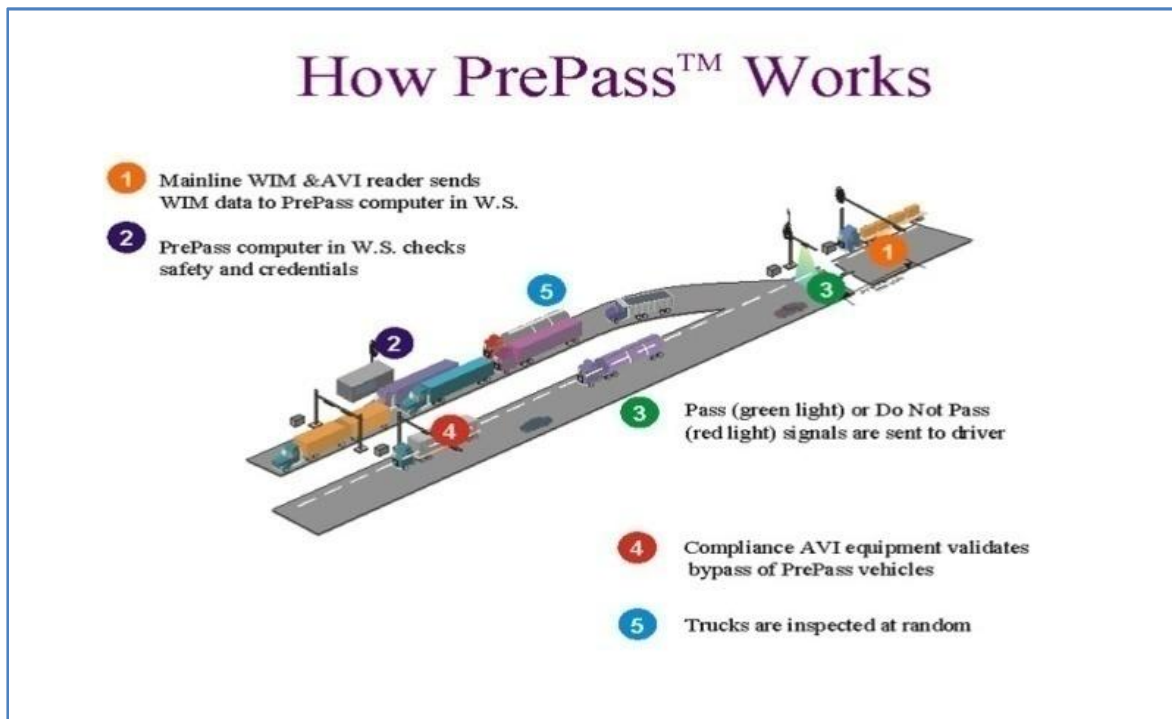 How PrePass™ Works
1 Mainline WIM &AVI reader sends
WIM data to PrePass computer in W.S.
2 PrePass computer in W.S. checks
safety and credentials
5
1
3
2
4
3 Pass (green light) or Do Not Pass
(red light) signals are sent to driver
4 Compliance AVI equipment validates
bypass of PrePass vehicles
5 Trucks are inspected at random